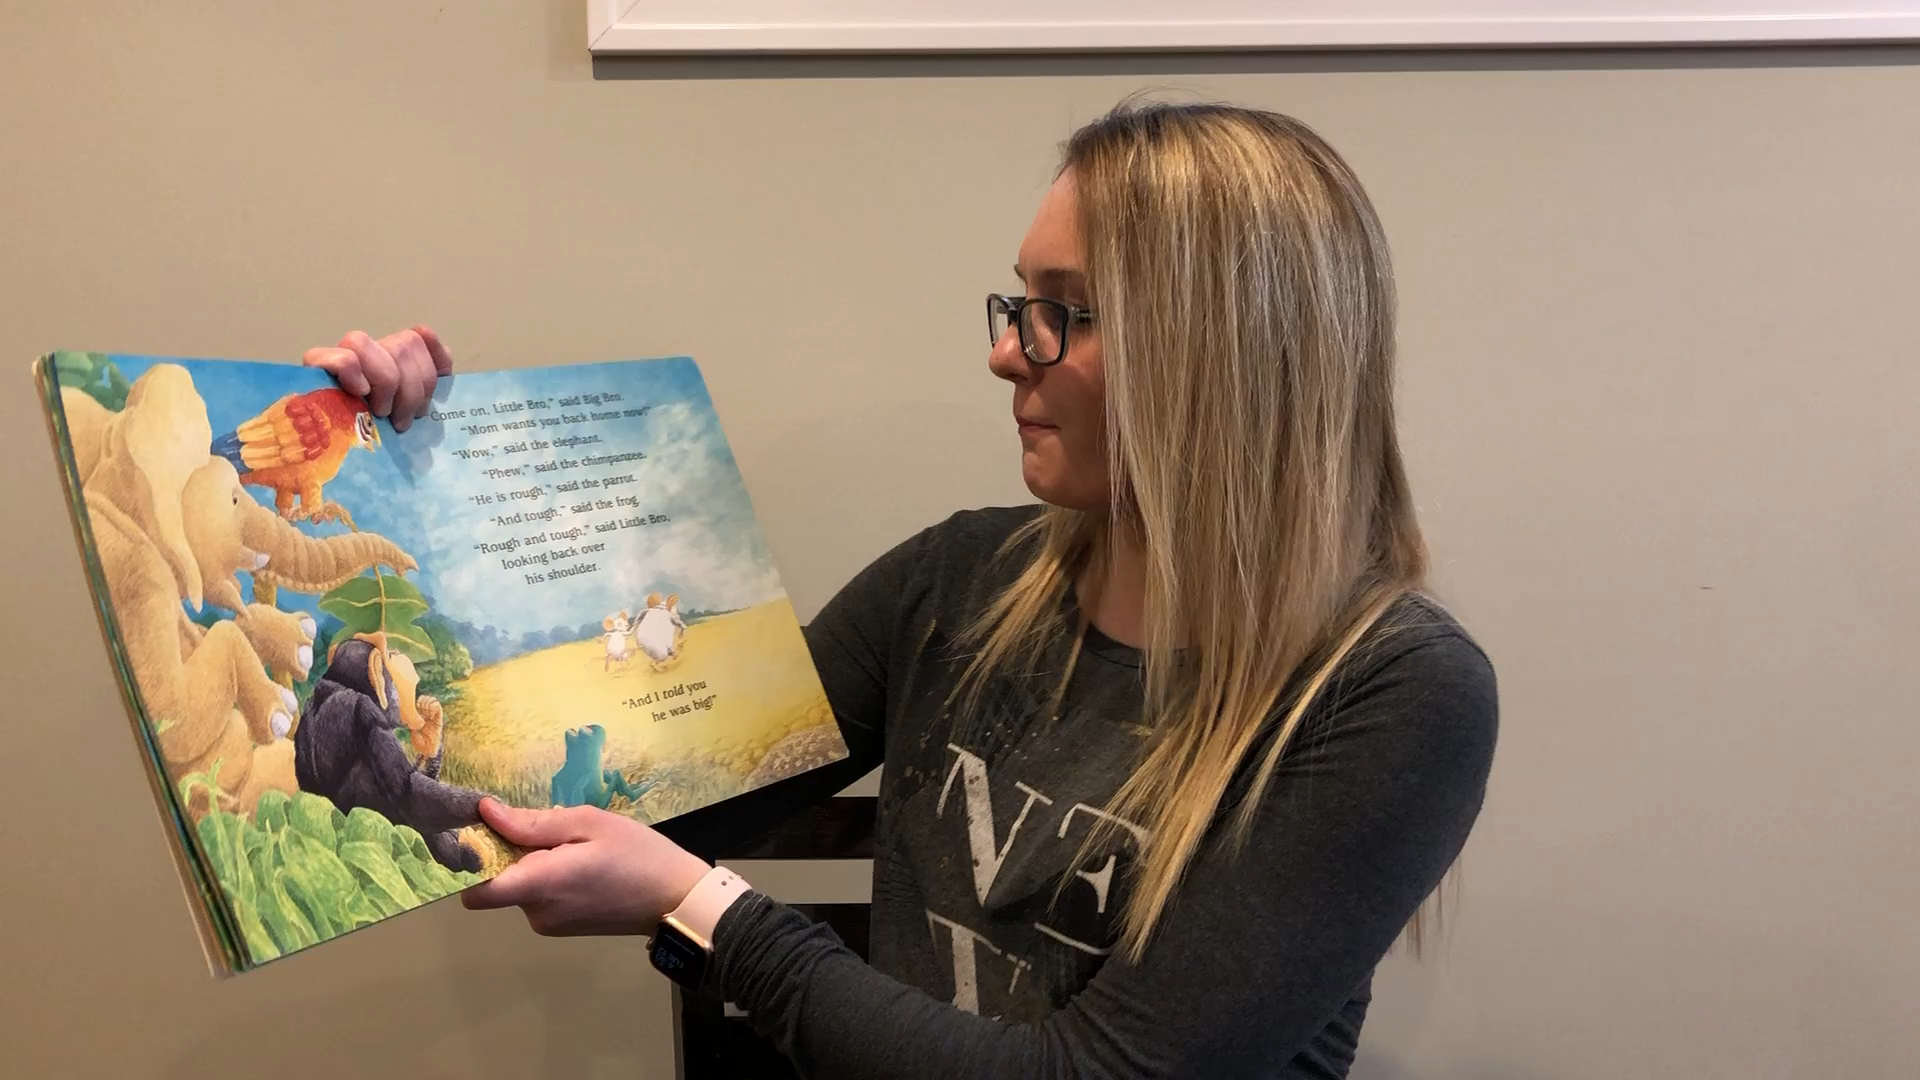 "Come on, Little Bro," said Big Bro.
"Mom wants you back home now!"
"Wow," said the elephant.
"Phew," said the chimpanzee.
"He is rough," said the parrot.
"And tough," said the frog.
"Rough and tough," said Little Bro,
looking back over
his shoulder.
"And I told you
he was big!"